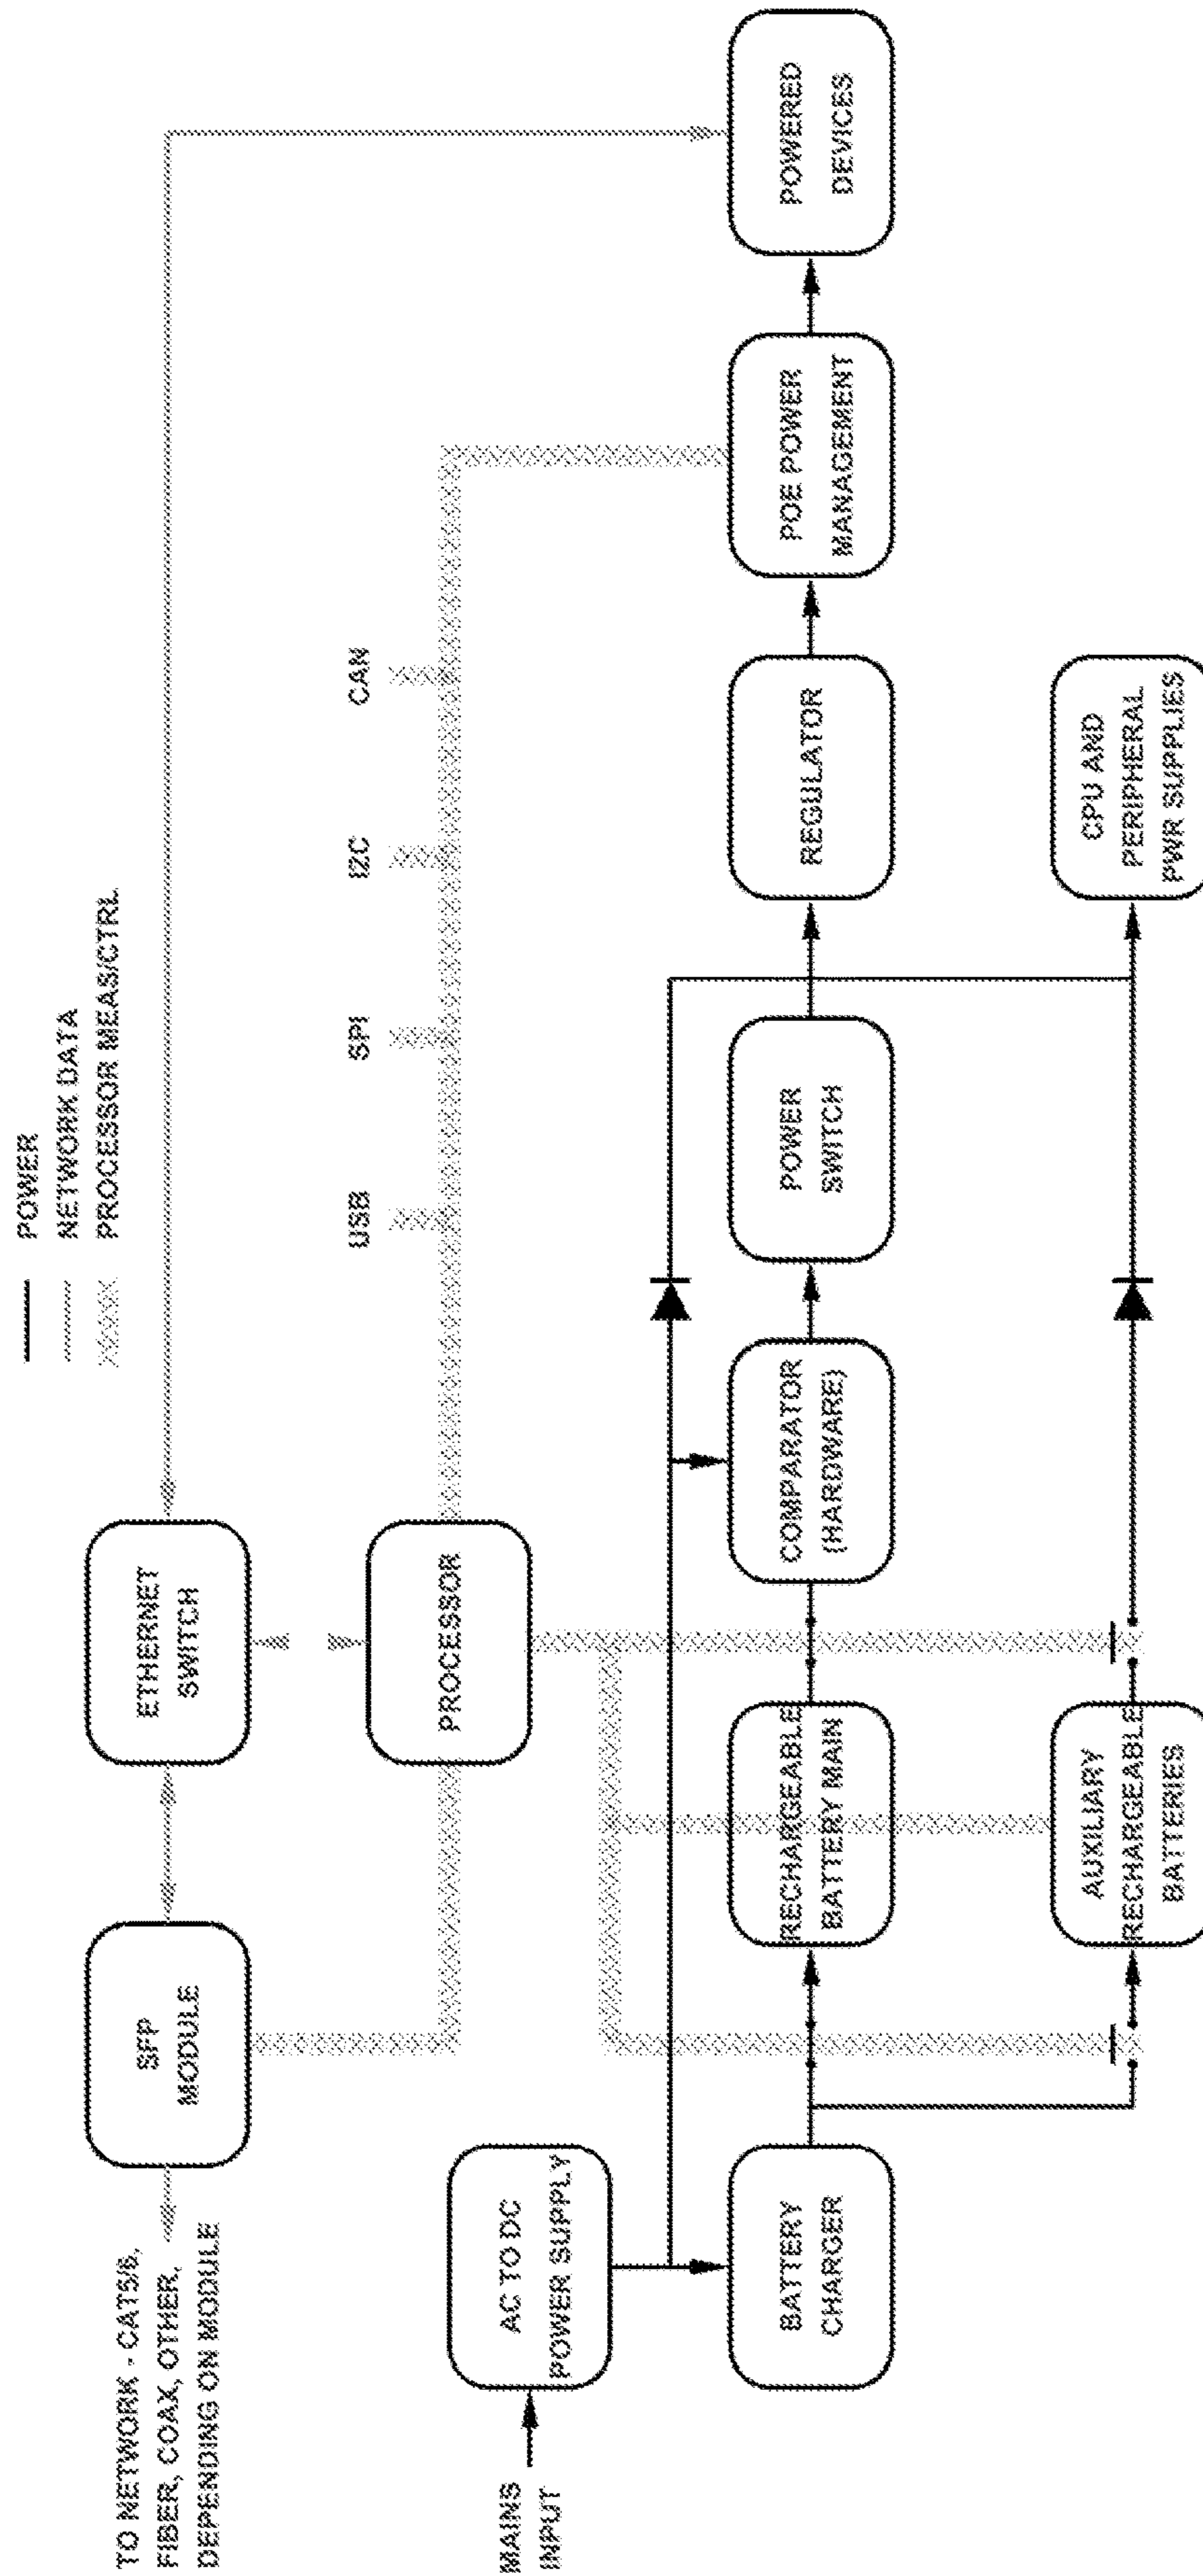 POWER
NETWORK DATA
PROCESSOR MEAS/CTRL
TO NETWORK - CAT5/6,
FIBER, COAX, OTHER,
DEPENDING ON MODULE
SFP
MODULE
ETHERNET
SWITCH
PROCESSOR
USB
SPI
I2C
CAN
MAINS
INPUT
AC TO DC
POWER SUPPLY
BATTERY
CHARGER
RECHARGEABLE
BATTERY MAIN
COMPARATOR
(HARDWARE)
POWER
SWITCH
REGULATOR
POE POWER
MANAGEMENT
POWERED
DEVICES
AUXILIARY
RECHARGEABLE
BATTERIES
CPU AND
PERIPHERAL
PWR SUPPLIES